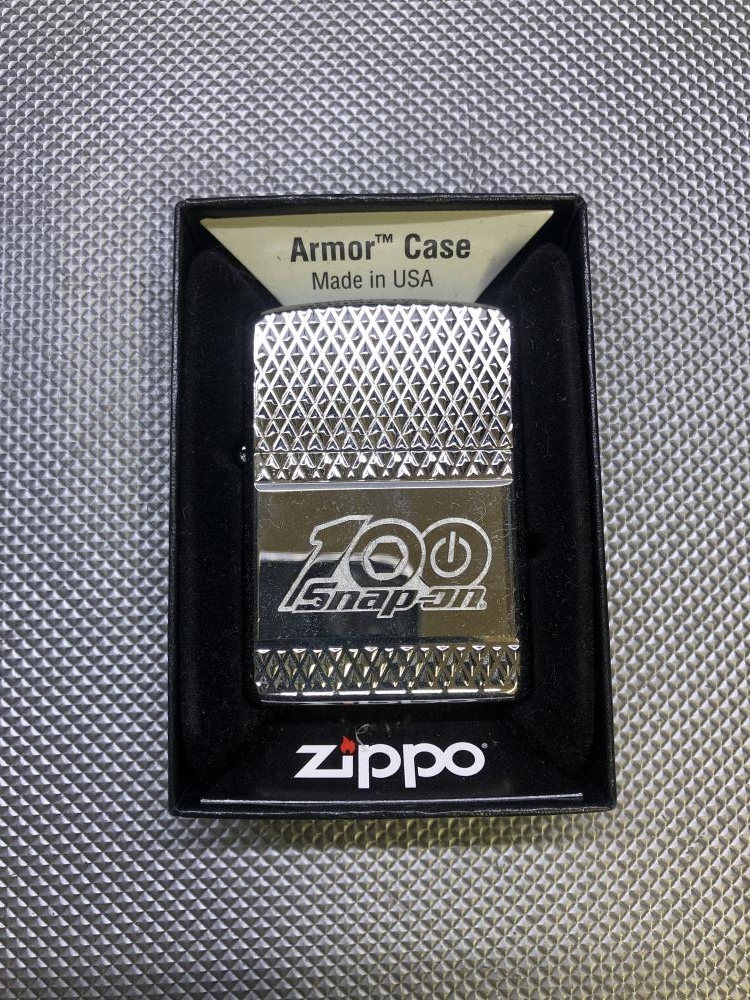 Armor™ Case
Made in USA
100
Snap-on®
zippo®